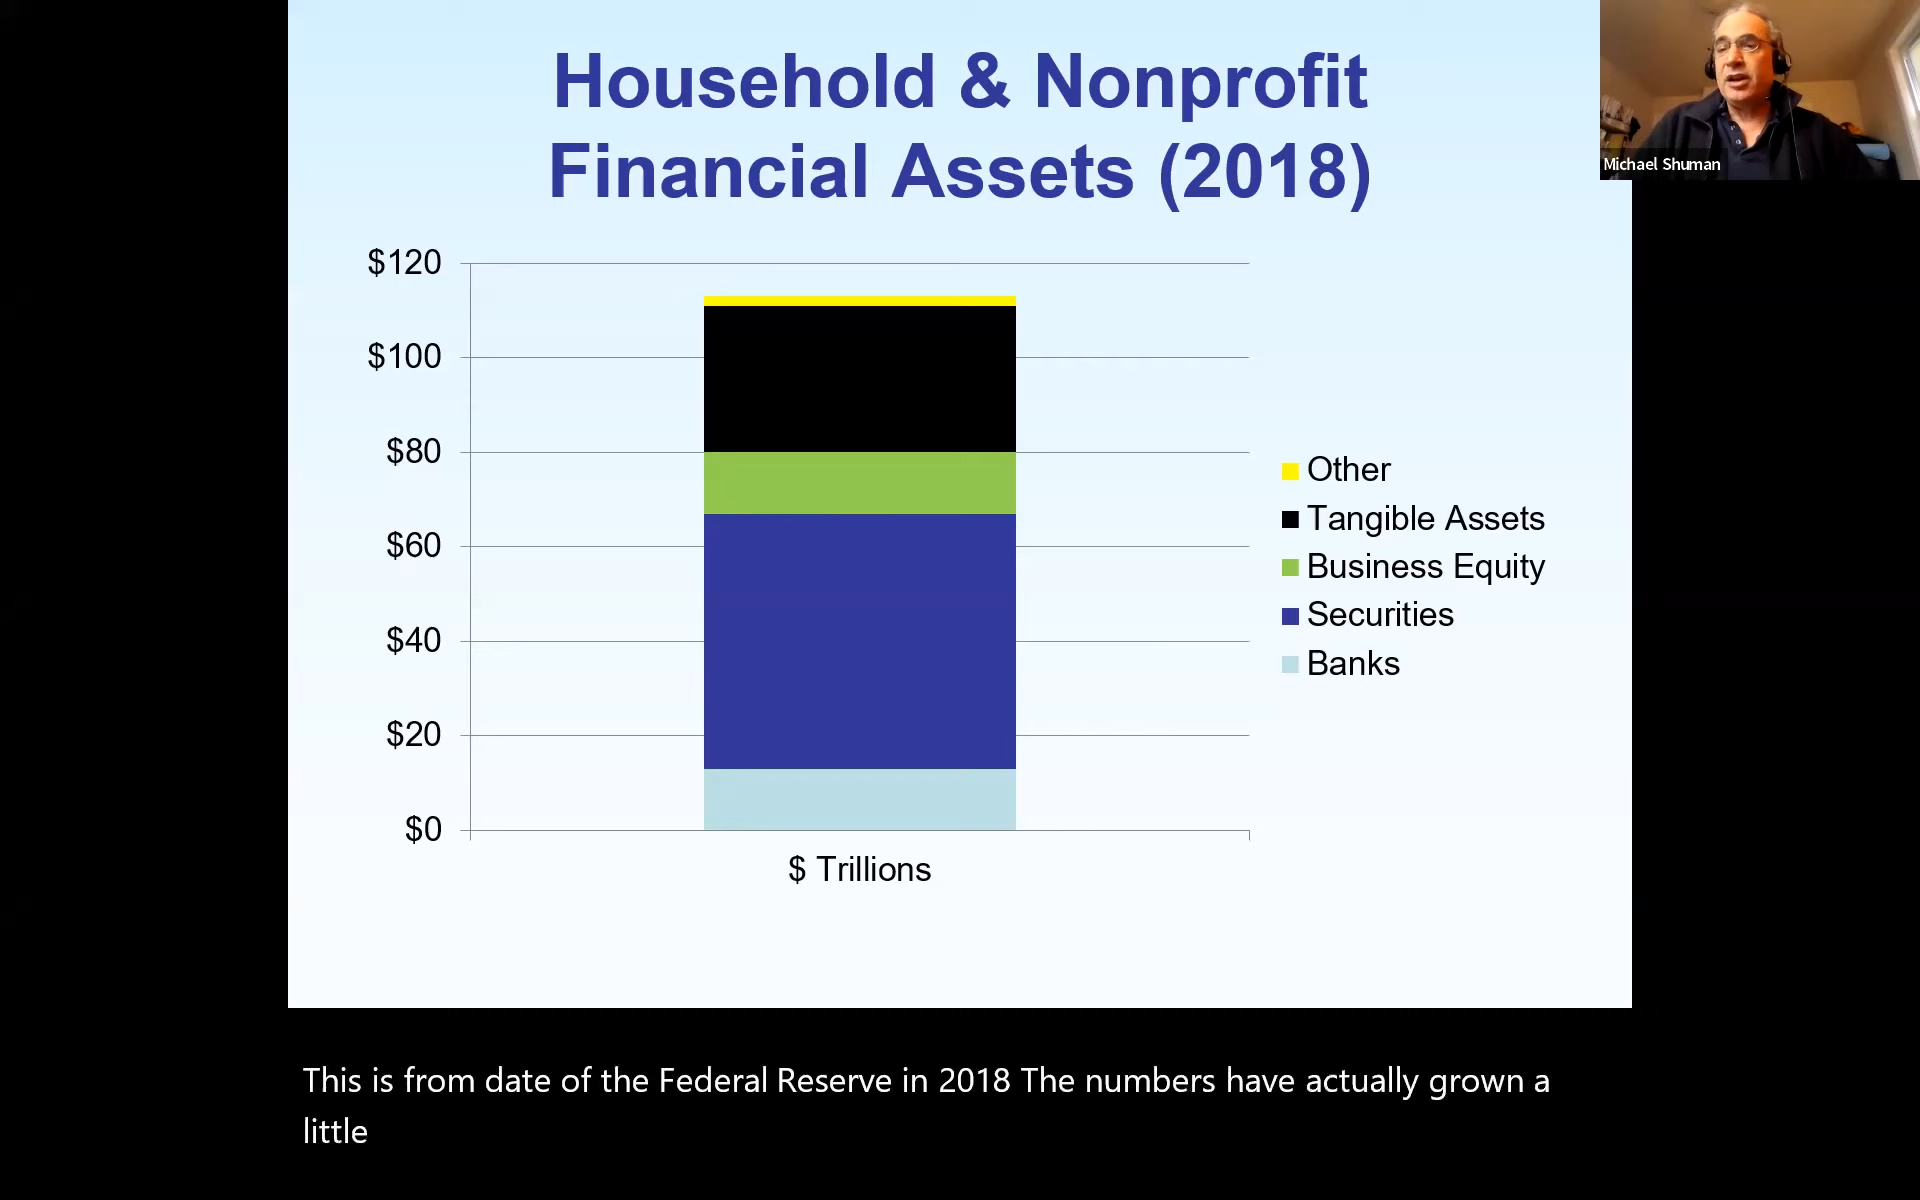 Household & Nonprofit
Financial Assets (2018)
Michael Shuman
$120
$100
$80
$60
$40
$20
$0
$ Trillions
Other
Tangible Assets
Business Equity
Securities
Banks
This is from date of the Federal Reserve in 2018 The numbers have actually grown a
little